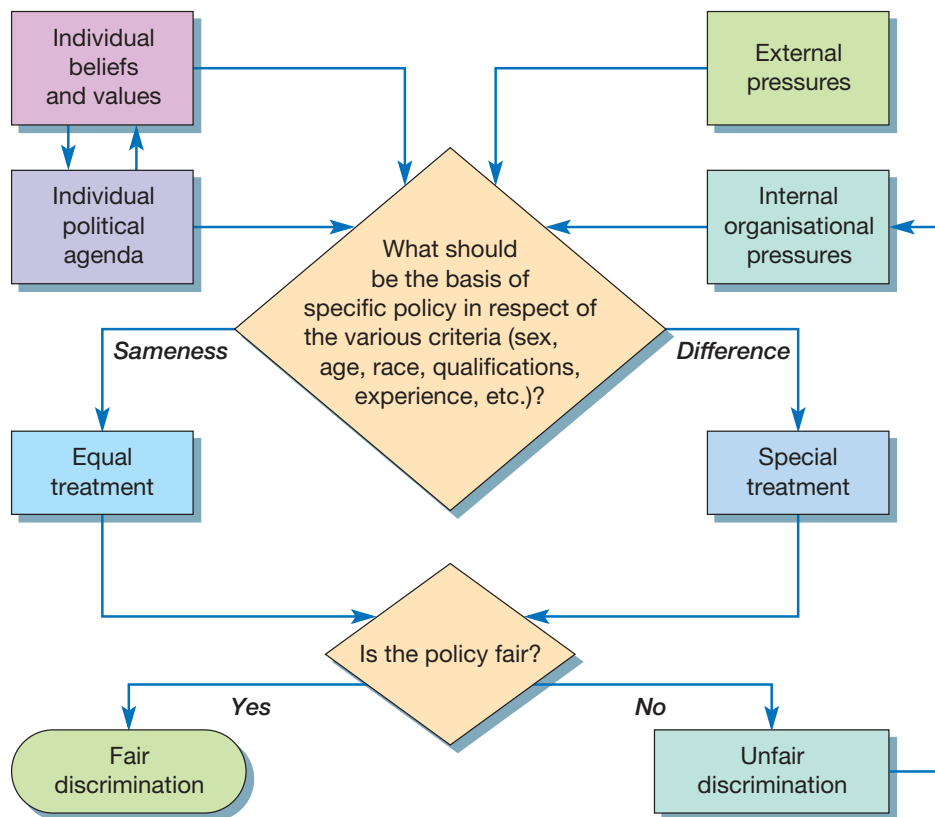 Individual
beliefs
and values
External
pressures
Individual
political
agenda
Internal
organisational
pressures
What should
be the basis of
specific policy in respect of
the various criteria (sex,
age, race, qualifications,
experience, etc.)?
Sameness
Difference
Equal
treatment
Special
treatment
Is the policy fair?
Yes
No
Fair
discrimination
Unfair
discrimination